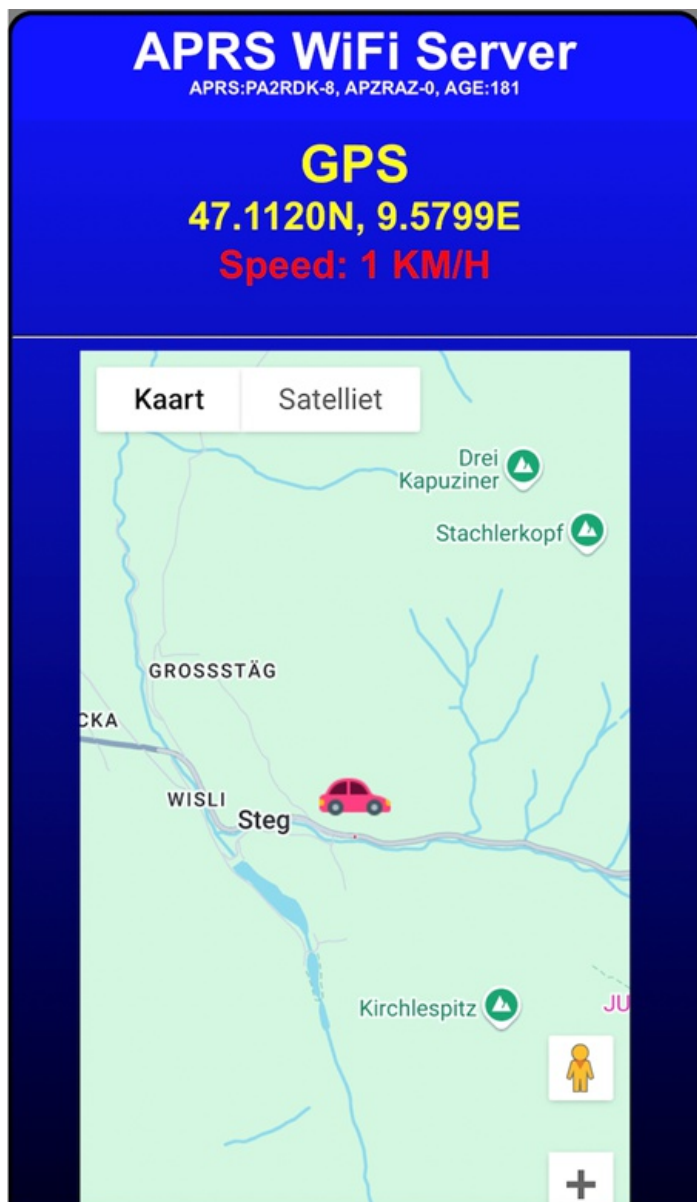 APRS WiFi Server
APRS:PA2RDK-8, APZRAZ-0, AGE:181
GPS
47.1120N, 9.5799E
Speed: 1 KM/H
Kaart
Satelliet
Drei
Kapuziner
Stachlerkopf
GROSSSTÄG
CKA
WISLI
Steg
Kirchlespitz
JU
+